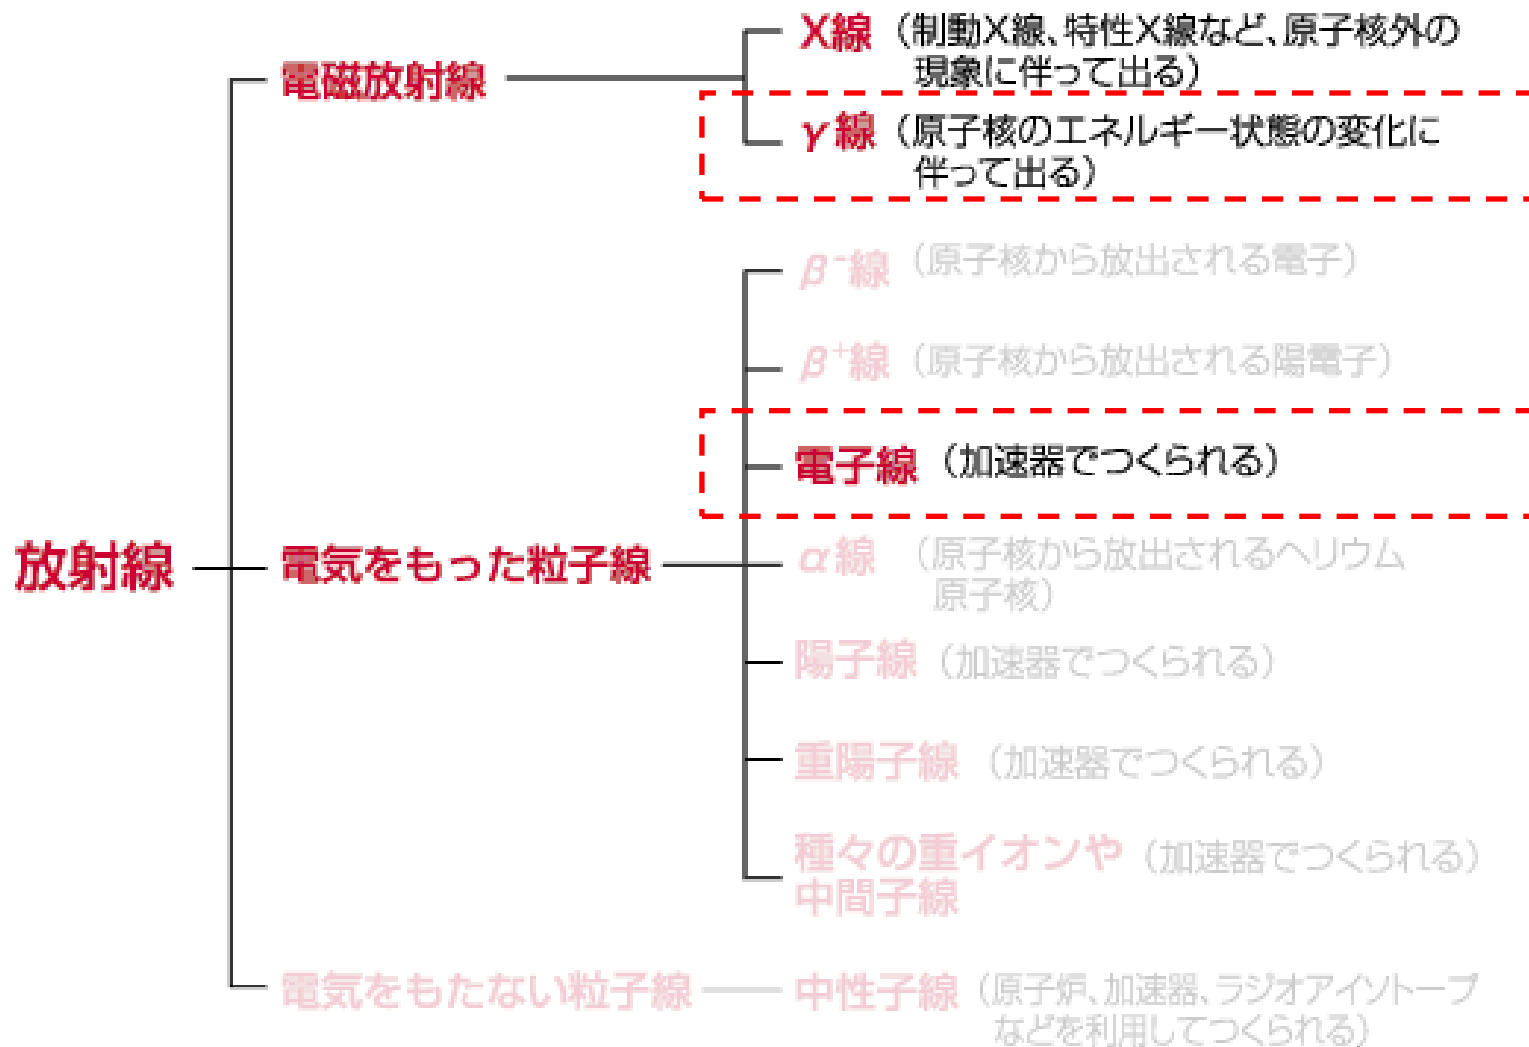 X線 (制動X線、特性X線など、原子核外の
現象に伴って出る)
電磁放射線
γ線 (原子核のエネルギー状態の変化に
伴って出る)
β⁻線 (原子核から放出される電子)
β⁺線 (原子核から放出される陽電子)
電子線 (加速器でつくられる)
放射線
電気をもった粒子線
α線 (原子核から放出されるヘリウム
原子核)
陽子線 (加速器でつくられる)
重陽子線 (加速器でつくられる)
種々の重イオンや (加速器でつくられる)
中間子線
電気をもたない粒子線
中性子線 (原子炉、加速器、ラジオアイソトープ
などを利用してつくられる)